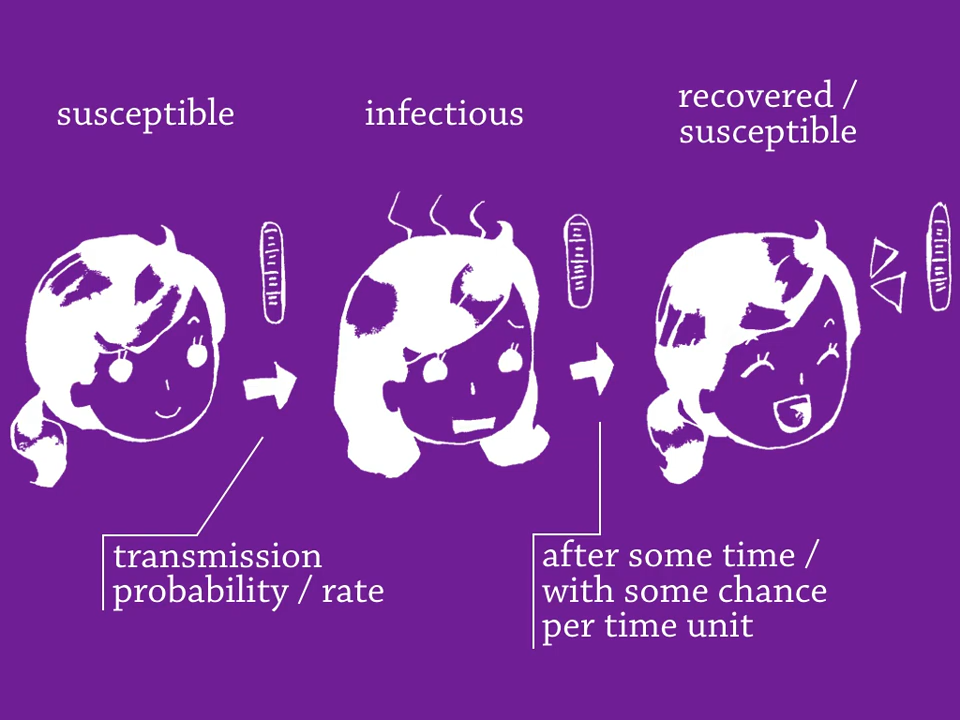 susceptible
infectious
recovered /
susceptible
transmission
probability / rate
after some time /
with some chance
per time unit